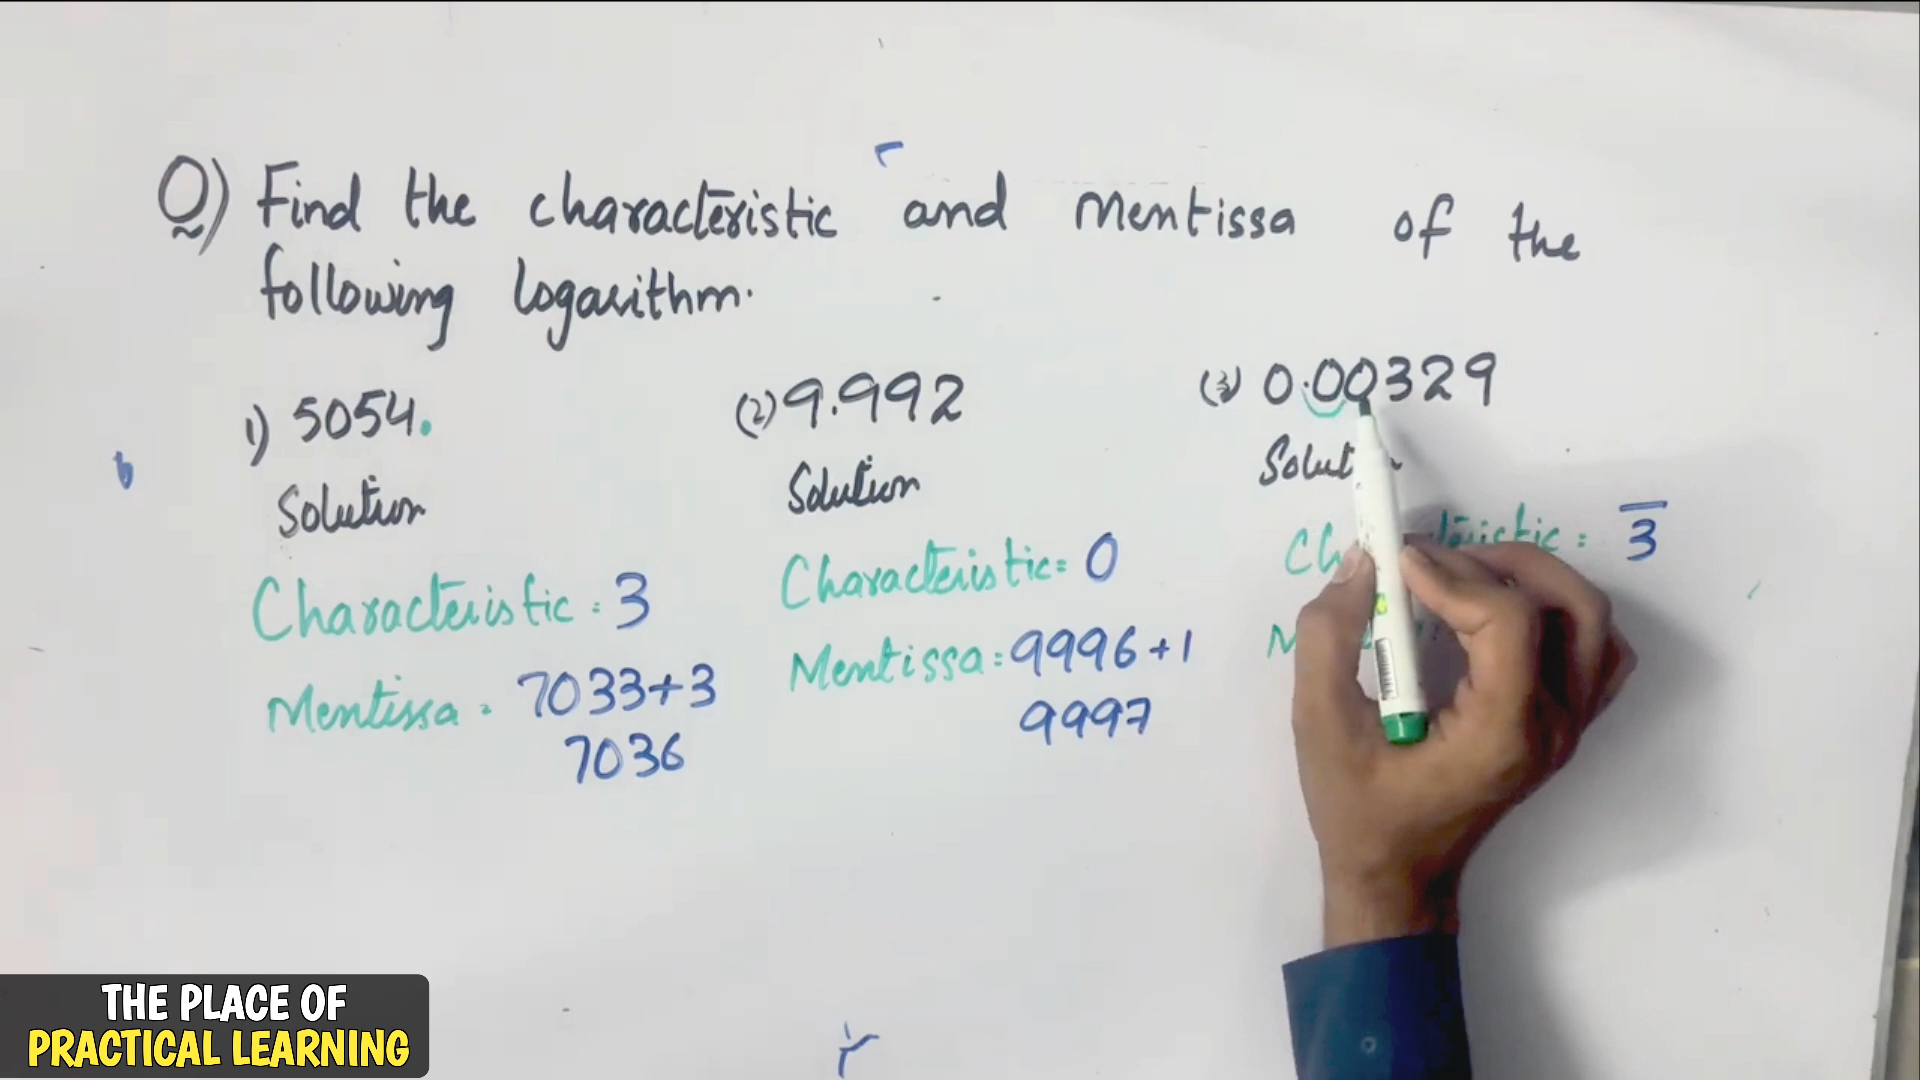 Q) Find the characteristic and Mentissa of the
following logarithm.
1) 5054.
Solution
Characteristic = 3
Mentissa = 7033+3
7036
(2) 9.992
Solution
Characteristic = 0
Mentissa = 9996+1
9997
(3) 0.00329
3̅
THE PLACE OF
PRACTICAL LEARNING